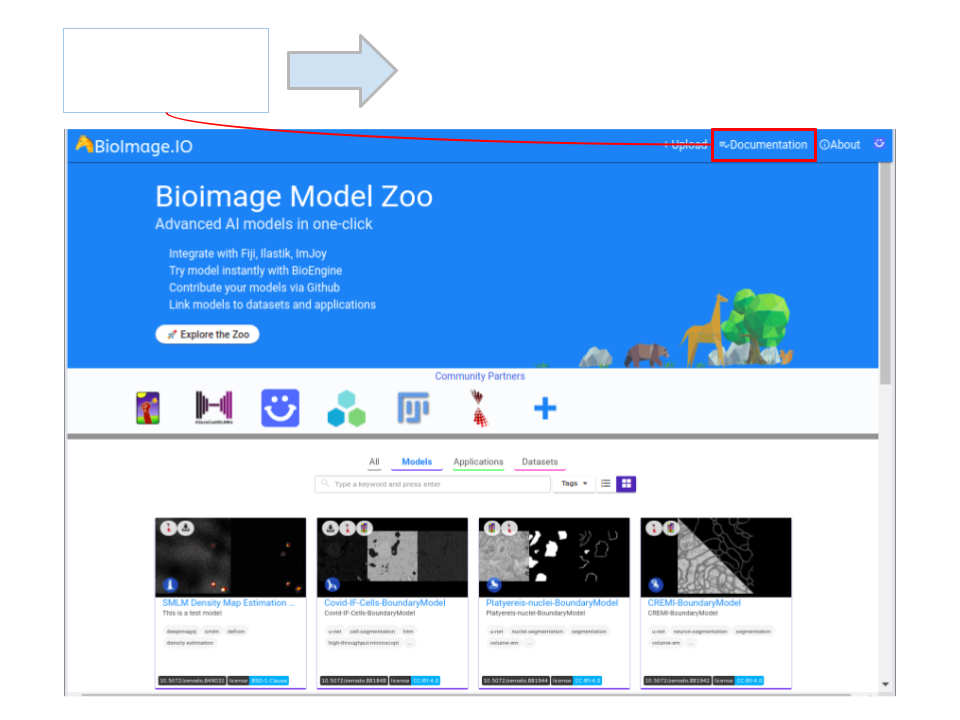 BioImage.IO
Upload
Documentation
About
Bioimage Model Zoo
Advanced AI models in one-click
Integrate with Fiji, Ilastik, ImJoy
Try model instantly with BioEngine
Contribute your models via Github
Link models to datasets and applications
Explore the Zoo
Community Partners
All Models Applications Datasets
Type a keyword and press enter Tags
SMLM Density Map Estimation ...
This is a test model
deepimagej smlm defcon
density estimation
10.5072/zenodo.849032 license BSD-1-Clause
Covid-IF-Cells-BoundaryModel
Covid-IF-Cells-BoundaryModel
u-net cell-segmentation htm
high-throughput-microscopt ...
10.5072/zenodo.881848 license CC-BY-4.0
Platyereis-nuclei-BoundaryModel
Platyereis-nuclei-BoundaryModel
u-net nuclei-segmentation segmentation
volume-em ...
10.5072/zenodo.881944 license CC-BY-4.0
CREMI-BoundaryModel
CREMI-BoundaryModel
u-net neuron-segmentation segmentation
volume-em ...
10.5072/zenodo.881942 license CC-BY-4.0